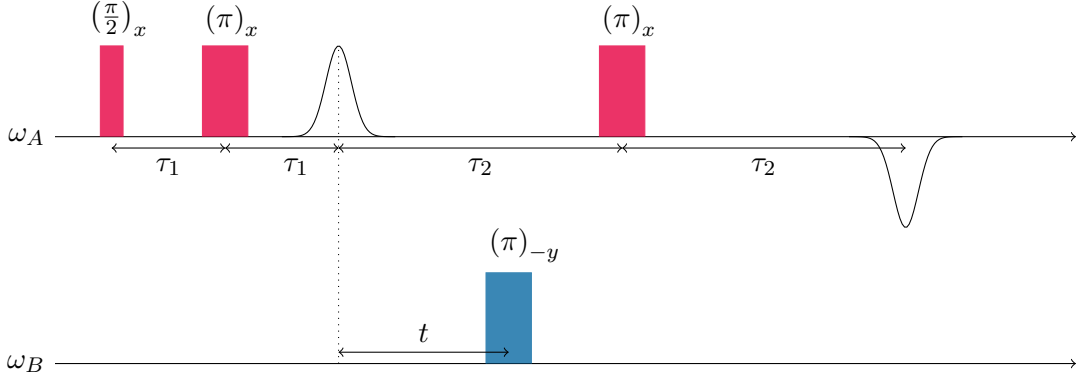 (π/2)_x (π)_x (π)_x
ω_A
τ_1 τ_1 τ_2 τ_2
(π)_{-y}
t
ω_B